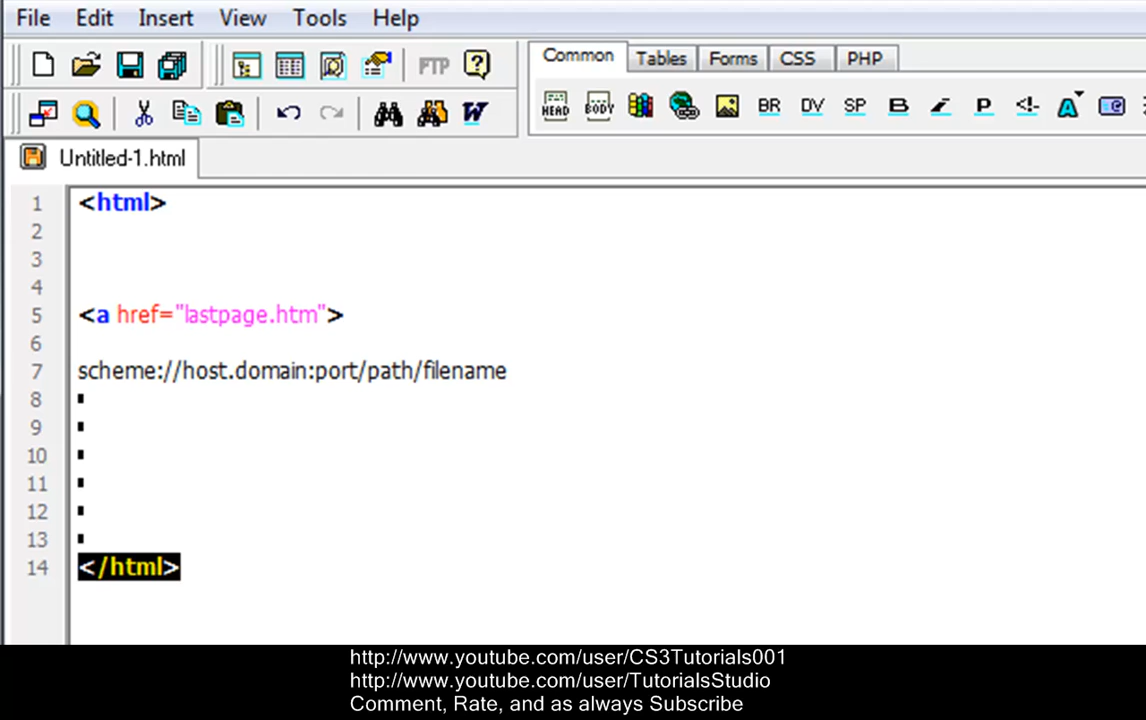 File Edit Insert View Tools Help
Common Tables Forms CSS PHP
FTP
HEAD BODY BR DV SP B P <!- A
W
Untitled-1.html
1 <html>
2
3
4
5 <a href="lastpage.htm">
6
7 scheme://host.domain:port/path/filename
8
9
10
11
12
13
14 </html>
http://www.youtube.com/user/CS3Tutorials001
http://www.youtube.com/user/TutorialsStudio
Comment, Rate, and as always Subscribe